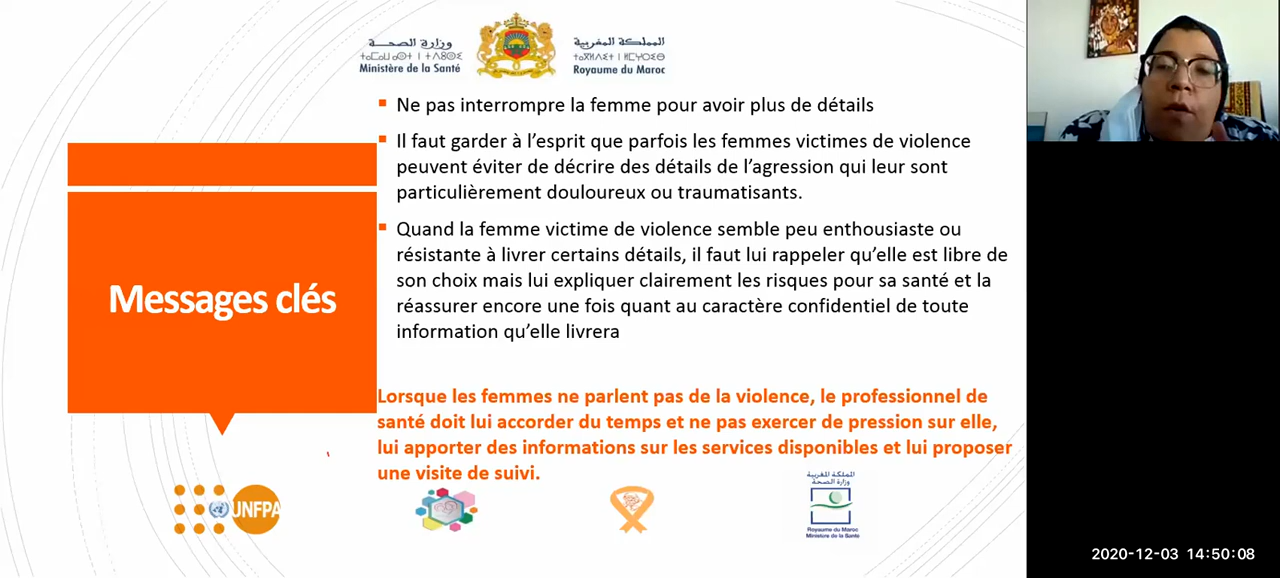 وزارة الصحة
ⵜⴰⵎⴰⵡⴰⵙⵜ ⵏ ⵜⴷⵓⵙⵉ
Ministère de la Santé
المملكة المغربية
ⵜⴰⴳⵍⴷⵉⵜ ⵏ ⵍⵎⵖⵔⵉⴱ
Royaume du Maroc
Ne pas interrompre la femme pour avoir plus de détails
Il faut garder à l’esprit que parfois les femmes victimes de violence
peuvent éviter de décrire des détails de l’agression qui leur sont
particulièrement douloureux ou traumatisants.
Quand la femme victime de violence semble peu enthousiaste ou
résistante à livrer certains détails, il faut lui rappeler qu’elle est libre de
son choix mais lui expliquer clairement les risques pour sa santé et la
réassurer encore une fois quant au caractère confidentiel de toute
information qu’elle livrera
Messages clés
Lorsque les femmes ne parlent pas de la violence, le professionnel de
santé doit lui accorder du temps et ne pas exercer de pression sur elle,
lui apporter des informations sur les services disponibles et lui proposer
une visite de suivi.
UNFPA
المملكة المغربية
وزارة الصحة
Royaume du Maroc
Ministère de la Santé
2020-12-03 14:50:08